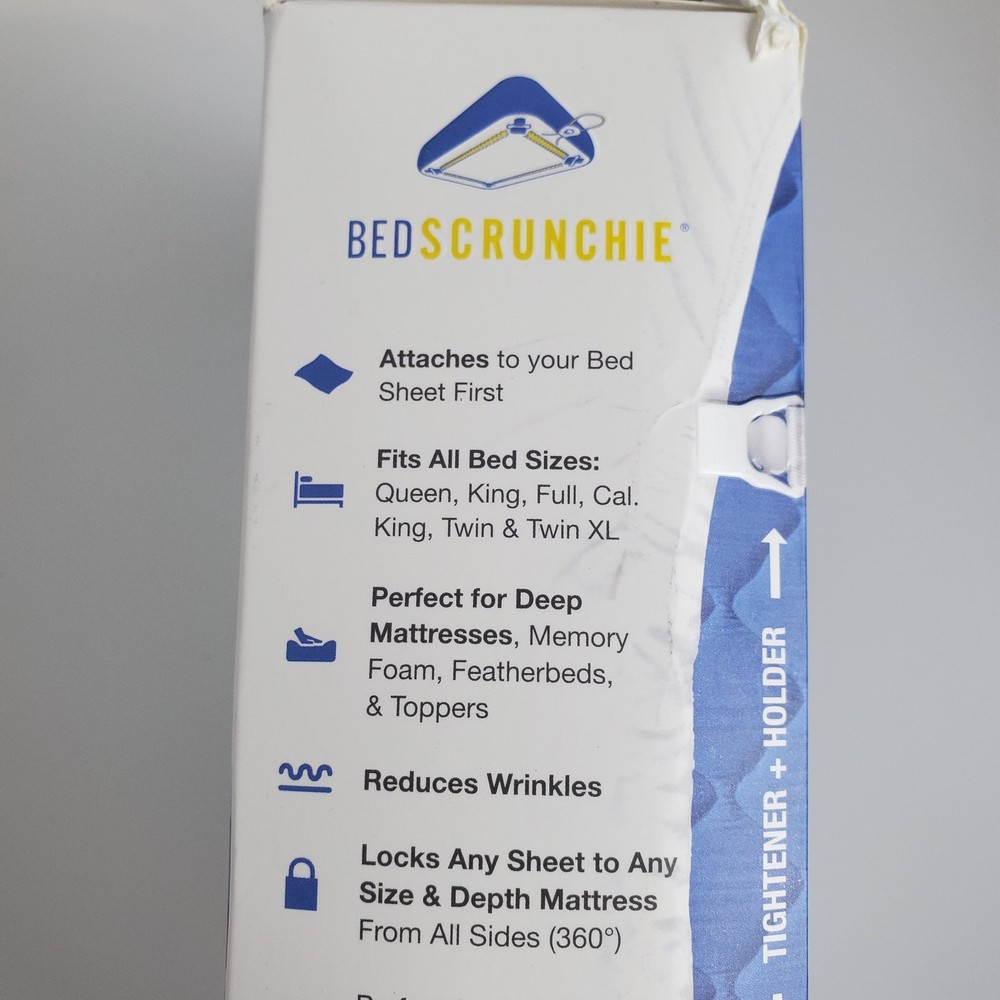 BEDSCRUNCHIE®
Attaches to your Bed
Sheet First
Fits All Bed Sizes:
Queen, King, Full, Cal.
King, Twin & Twin XL
Perfect for Deep
Mattresses, Memory
Foam, Featherbeds,
& Toppers
Reduces Wrinkles
Locks Any Sheet to Any
Size & Depth Mattress
From All Sides (360°)
TIGHTENER + HOLDER